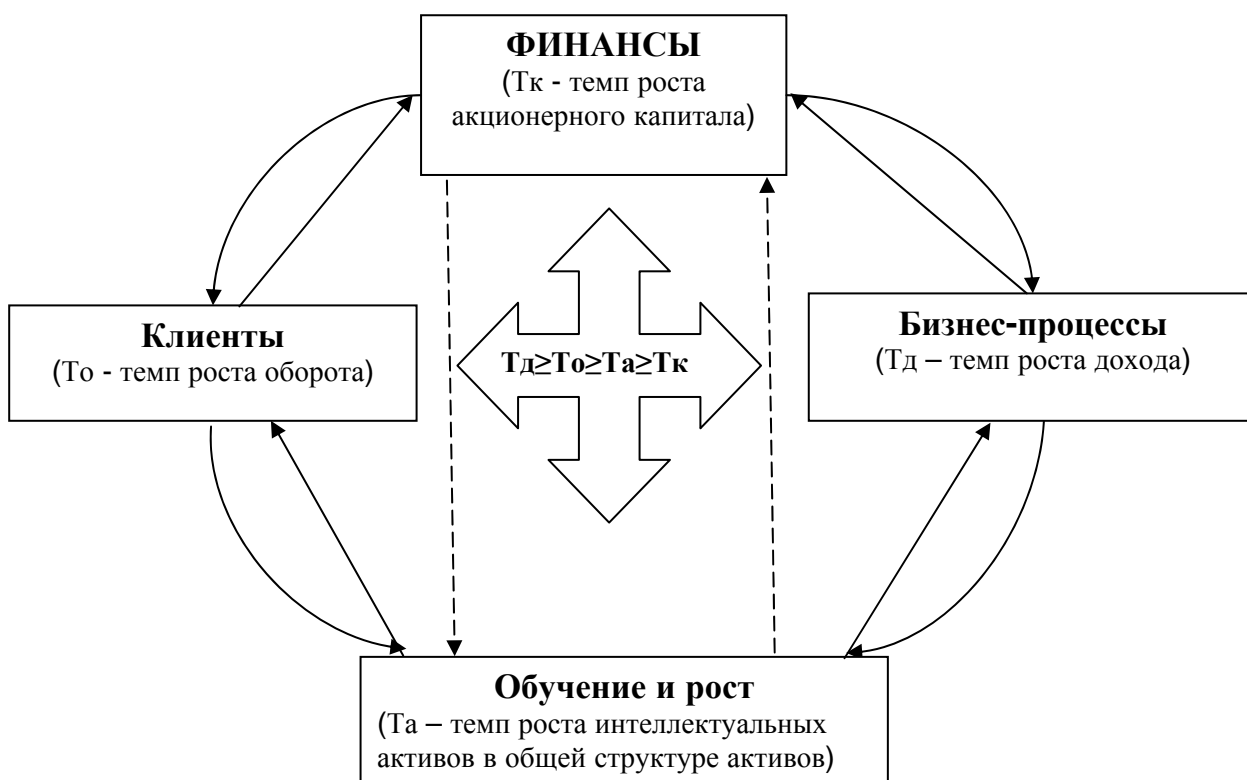 ФИНАНСЫ
(Тк - темп роста
акционерного капитала)
Клиенты
(То - темп роста оборота)
Тд≥То≥Та≥Тк
Бизнес-процессы
(Тд – темп роста дохода)
Обучение и рост
(Та – темп роста интеллектуальных
активов в общей структуре активов)